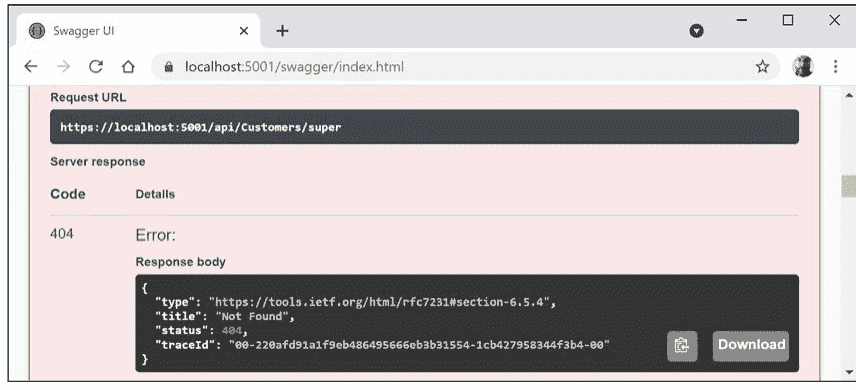 Swagger UI
localhost:5001/swagger/index.html
Request URL
https://localhost:5001/api/Customers/super
Server response
Code Details
404 Error:
Response body
{
"type": "https://tools.ietf.org/html/rfc7231#section-6.5.4",
"title": "Not Found",
"status": 404,
"traceId": "00-220afd91a1f9eb486495666eb3b31554-1cb427958344f3b4-00"
}
Download